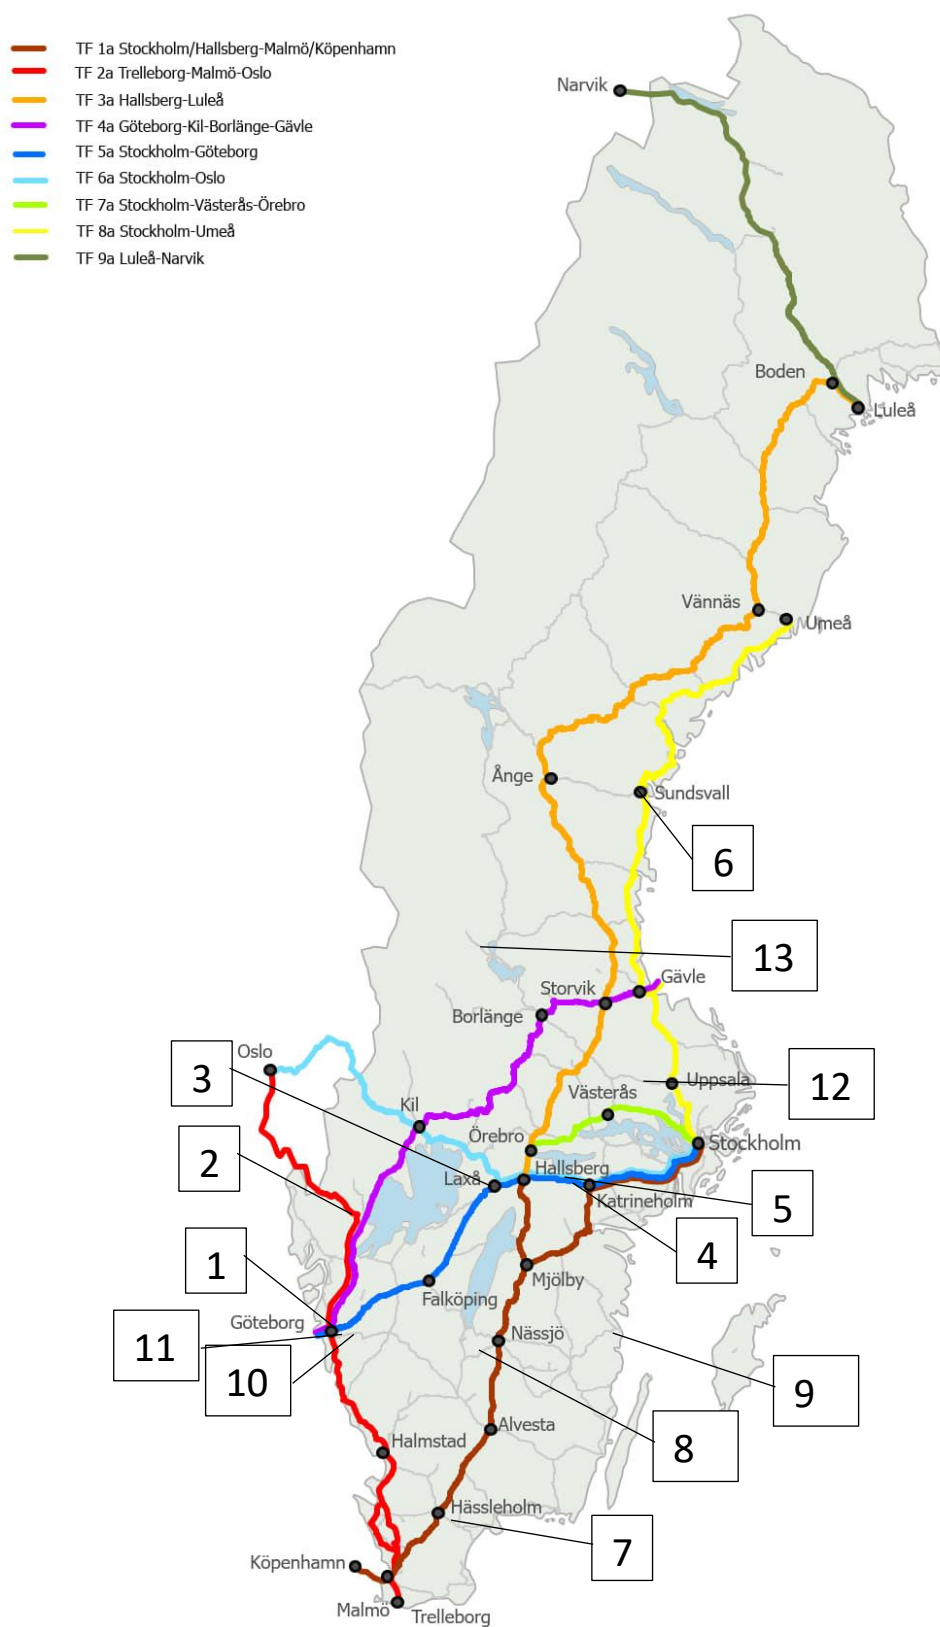 TF 1a Stockholm/Hallsberg-Malmö/Köpenhamn
TF 2a Trelleborg-Malmö-Oslo
TF 3a Hallsberg-Luleå
TF 4a Göteborg-Kil-Borlänge-Gävle
TF 5a Stockholm-Göteborg
TF 6a Stockholm-Oslo
TF 7a Stockholm-Västerås-Örebro
TF 8a Stockholm-Umeå
TF 9a Luleå-Narvik
Narvik
Boden
Luleå
Vännäs
Umeå
Ånge
Sundsvall
6
13
Gävle
Storvik
Borlänge
Oslo
3
Uppsala
12
Västerås
Kil
Örebro
Stockholm
2
Hallsberg
Laxå
Katrineholm
5
4
1
Mjölby
Falköping
Göteborg
Nässjö
11
10
9
Alvesta
8
Halmstad
Hässleholm
7
Köpenhamn
Malmö
Trelleborg